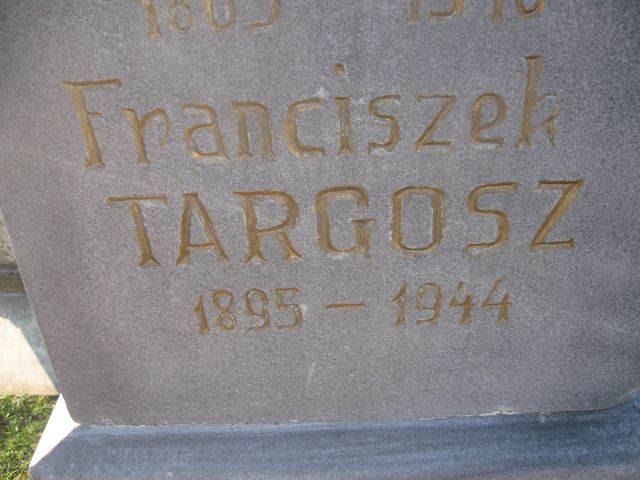 Franciszek
TARGOSZ
1895 – 1944